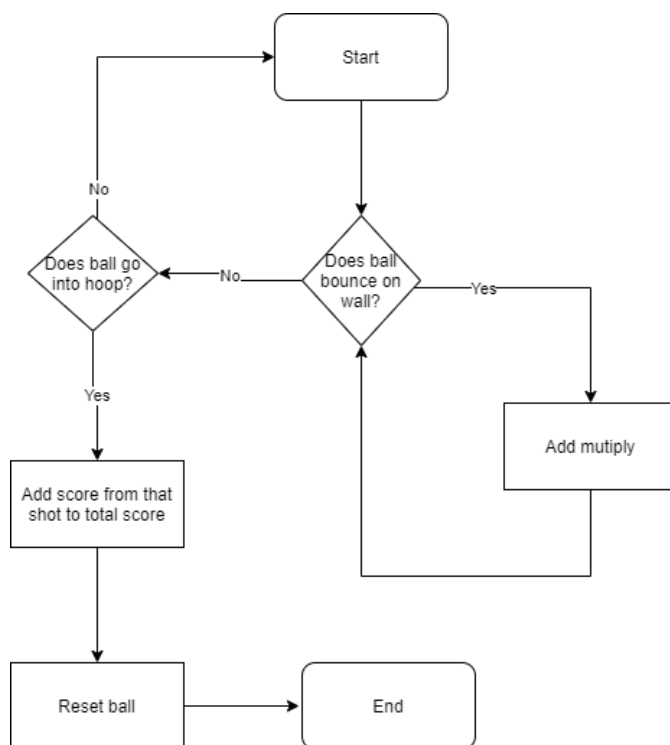 Start
No
Does ball go
into hoop?
No
Does ball
bounce on
wall?
Yes
Yes
Add mutiply
Add score from that
shot to total score
Reset ball
End